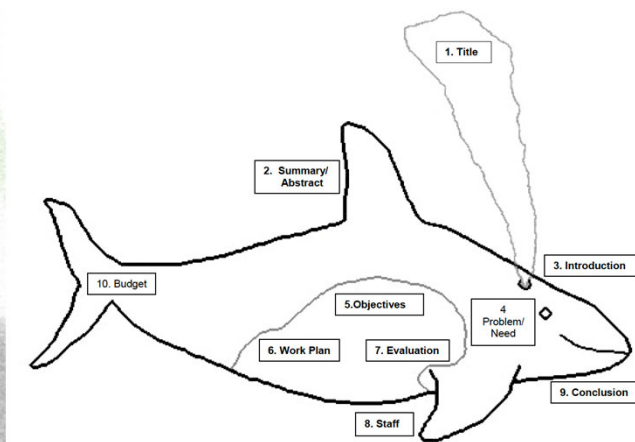 1. Title
2. Summary/
Abstract
3. Introduction
10. Budget
5.Objectives
4
Problem/
Need
6. Work Plan
7. Evaluation
9. Conclusion
8. Staff